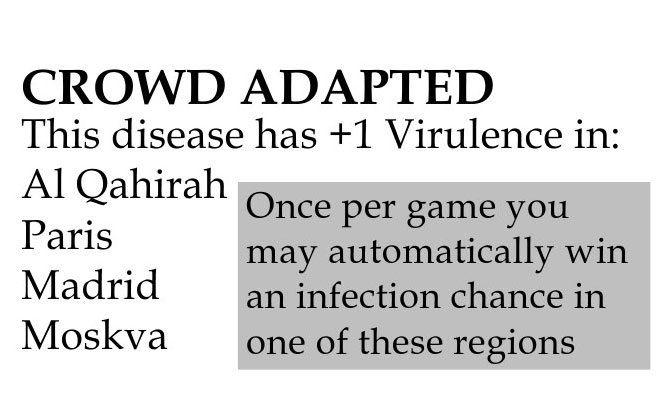 CROWD ADAPTED
This disease has +1 Virulence in:
Al Qahirah
Paris
Madrid
Moskva
Once per game you
may automatically win
an infection chance in
one of these regions